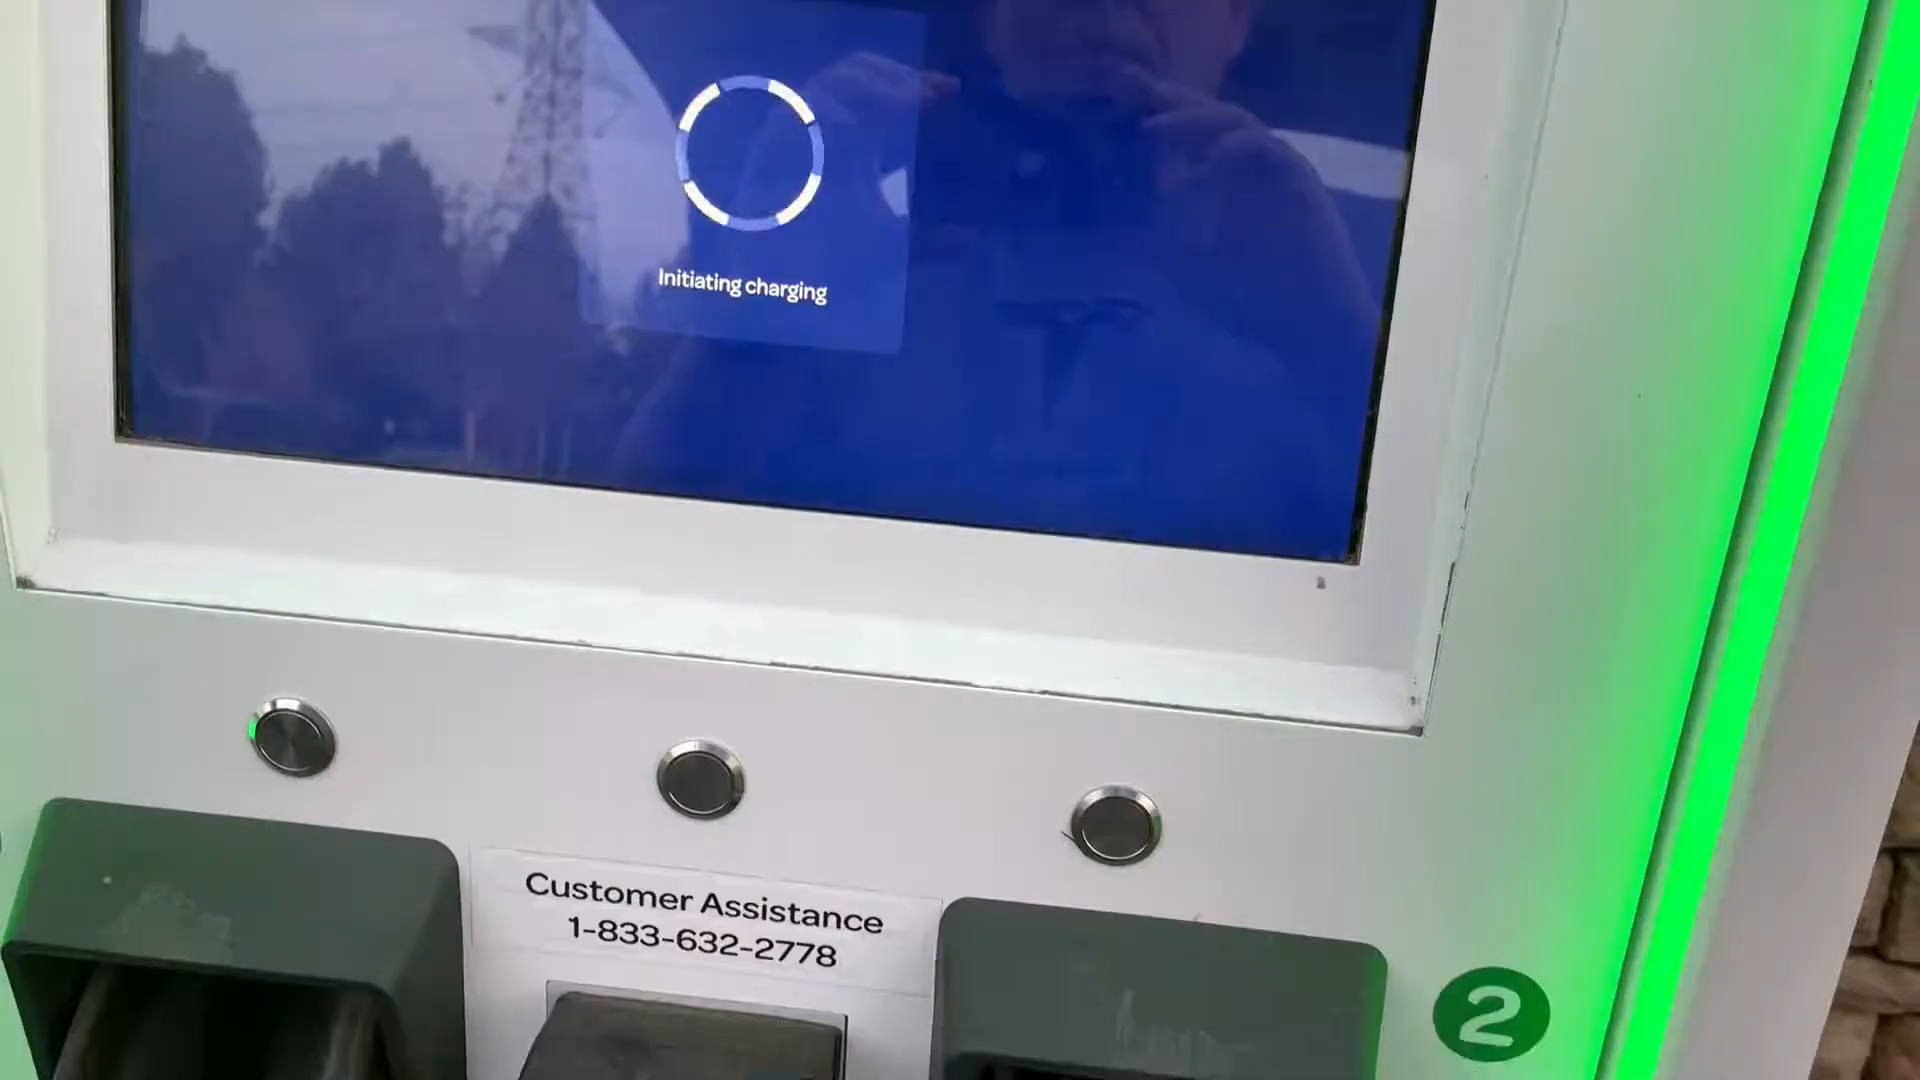 Initiating charging
Customer Assistance
1-833-632-2778
2